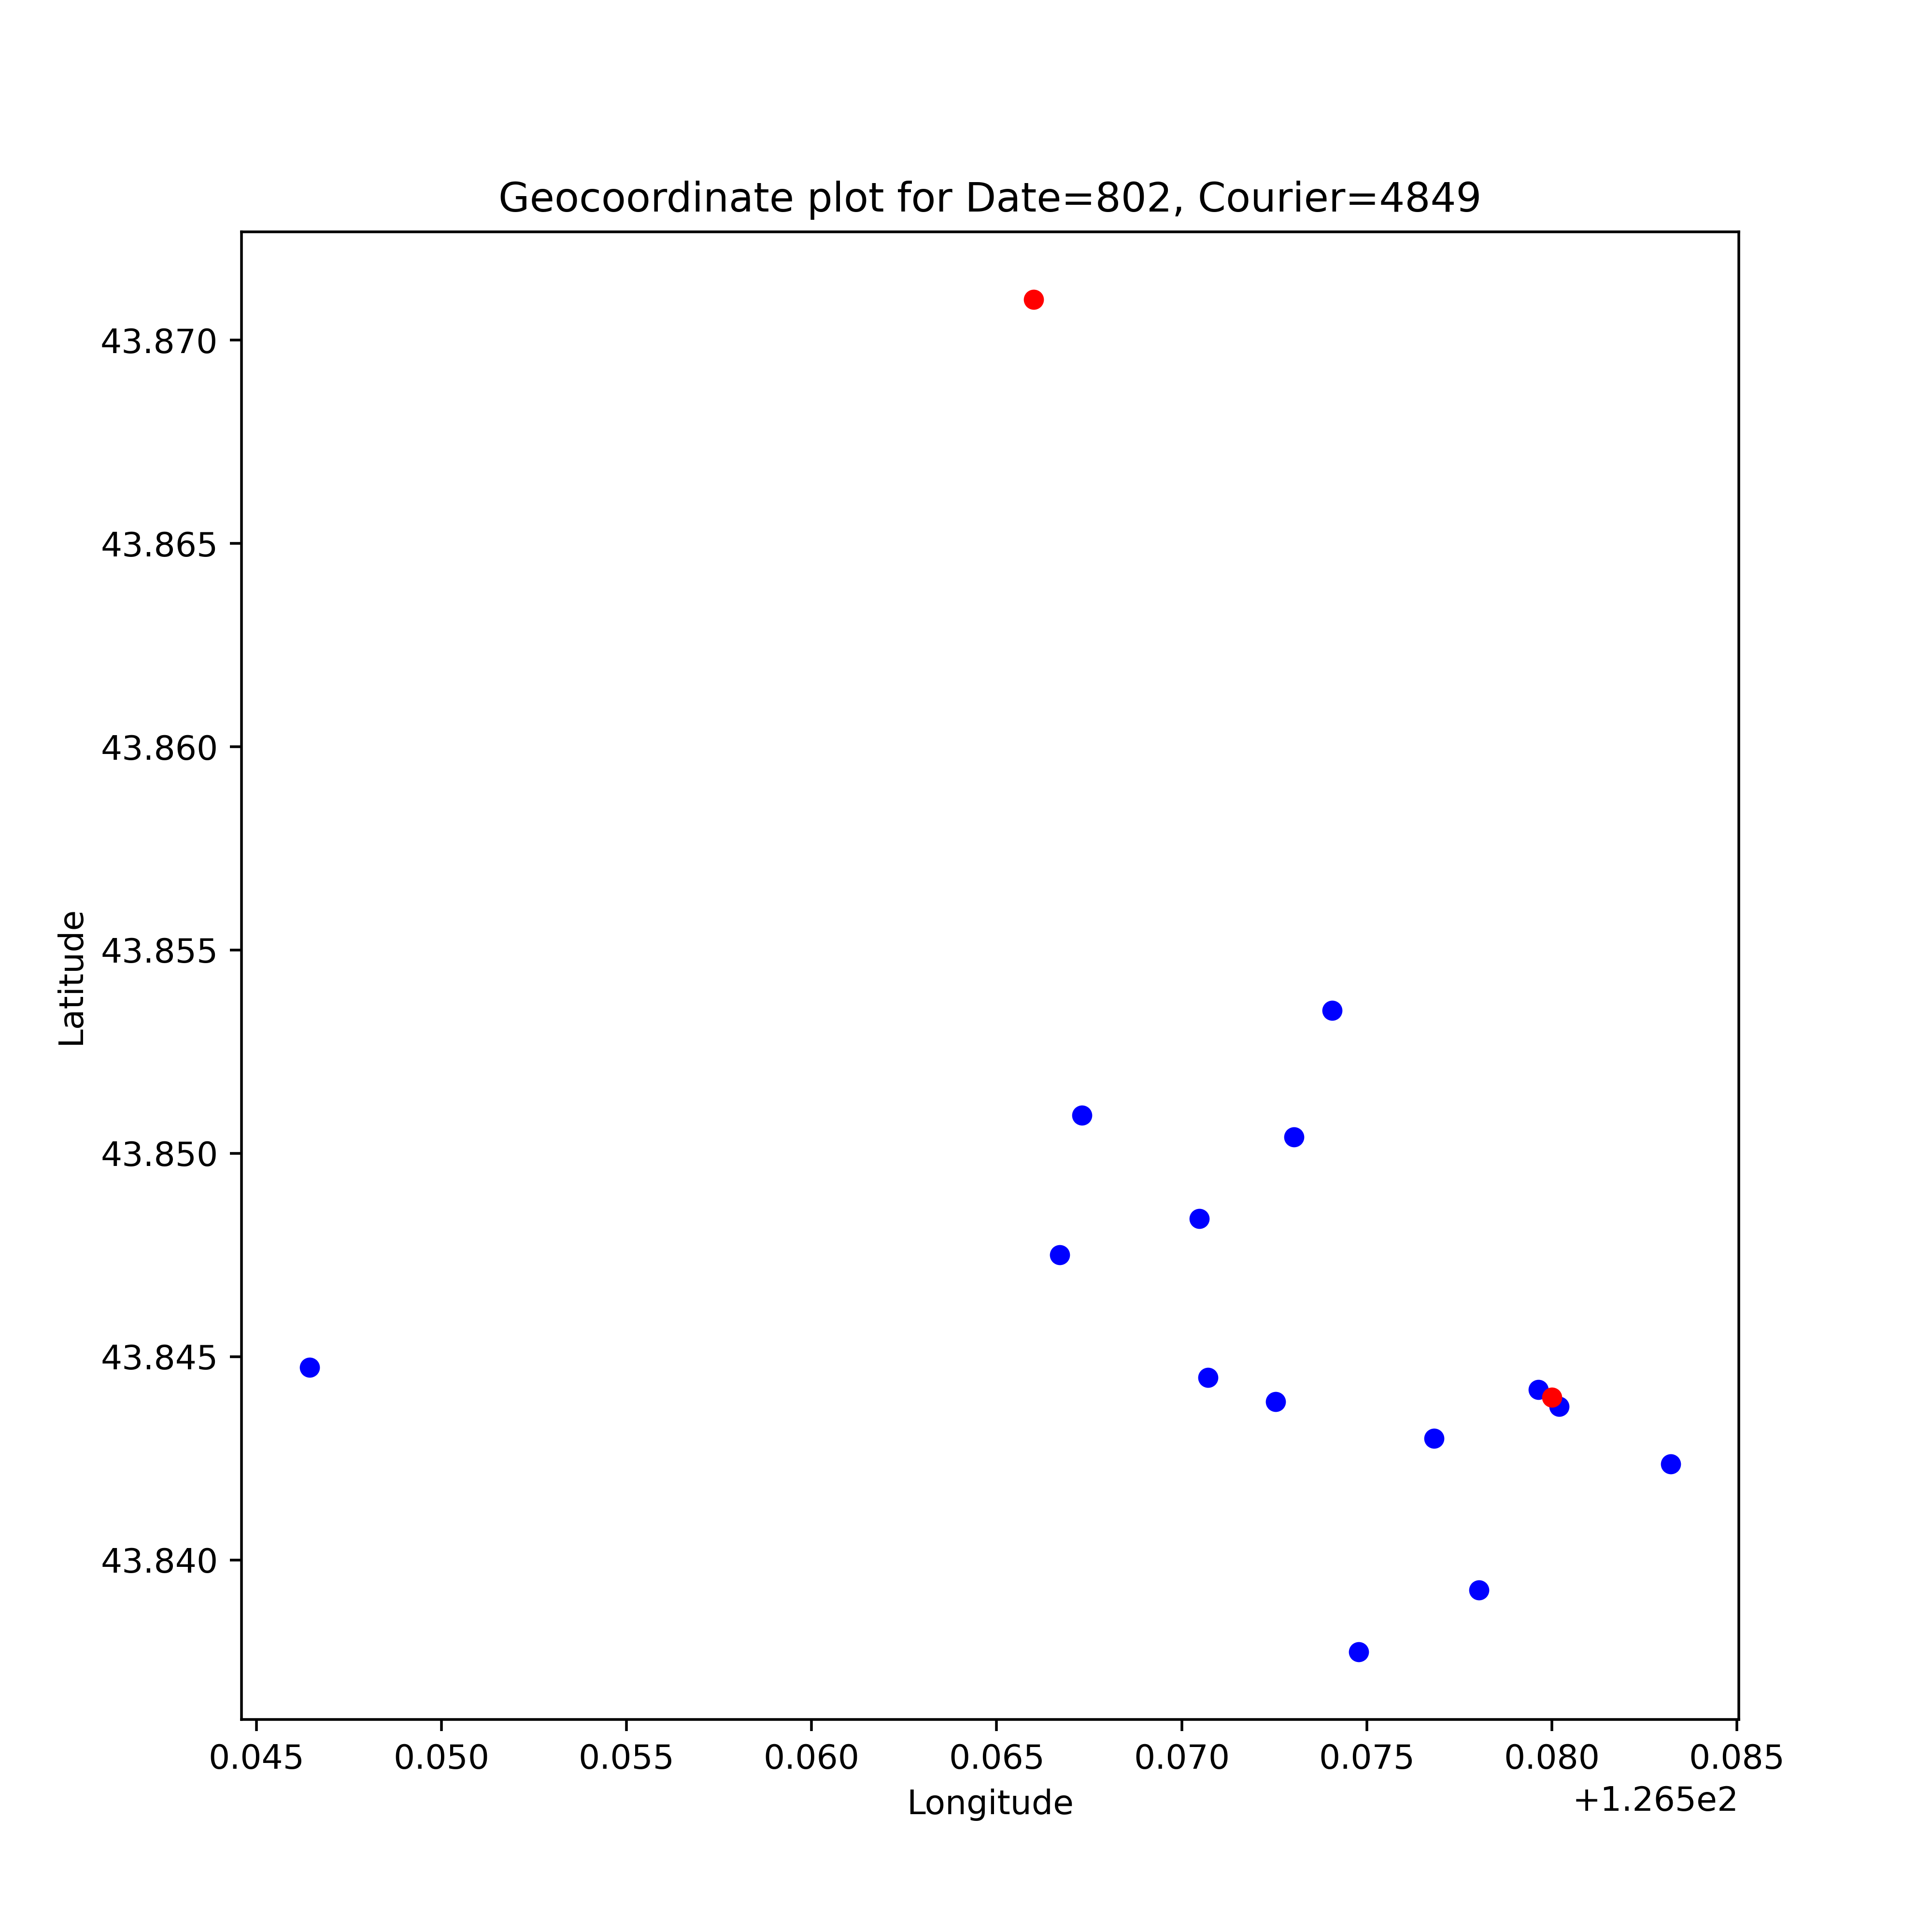 Geocoordinate plot for Date=802, Courier=4849
43.870
43.865
43.860
43.855
43.850
43.845
43.840
Latitude
0.045 0.050 0.055 0.060 0.065 0.070 0.075 0.080 0.085
+1.265e2
Longitude